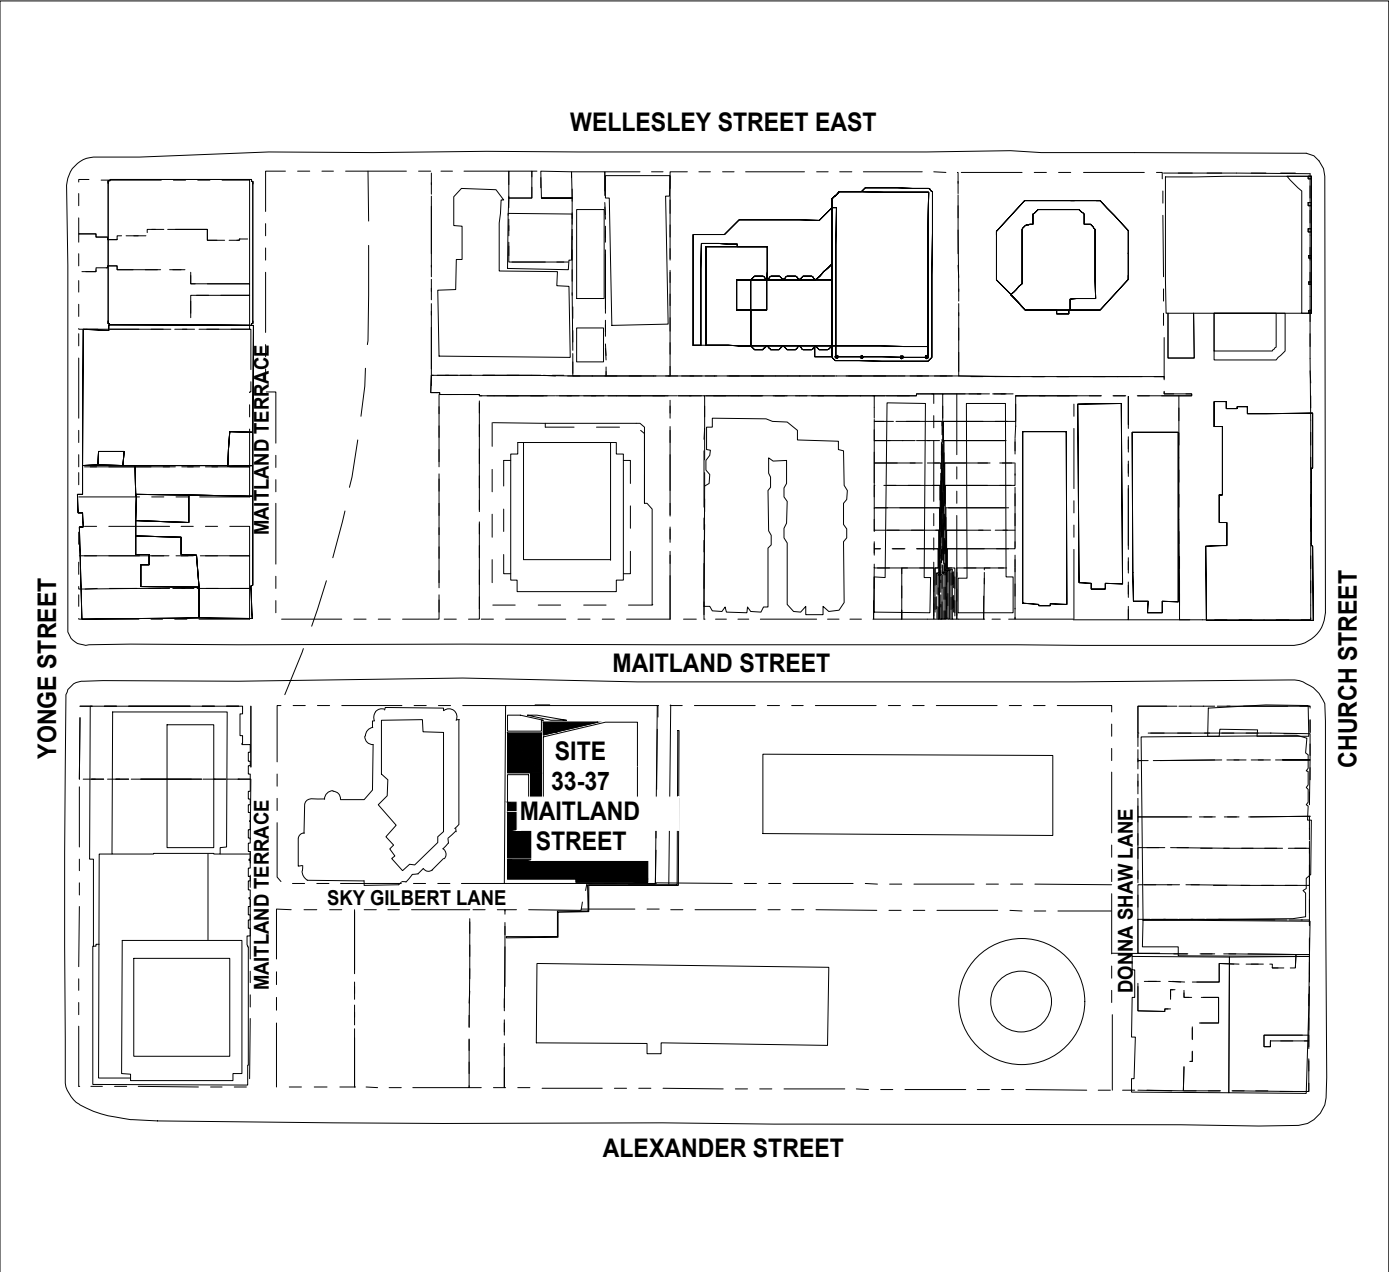 WELLESLEY STREET EAST
MAITLAND TERRACE
YONGE STREET
CHURCH STREET
MAITLAND STREET
SITE
33-37
MAITLAND
STREET
MAITLAND TERRACE
SKY GILBERT LANE
DONNA SHAW LANE
ALEXANDER STREET